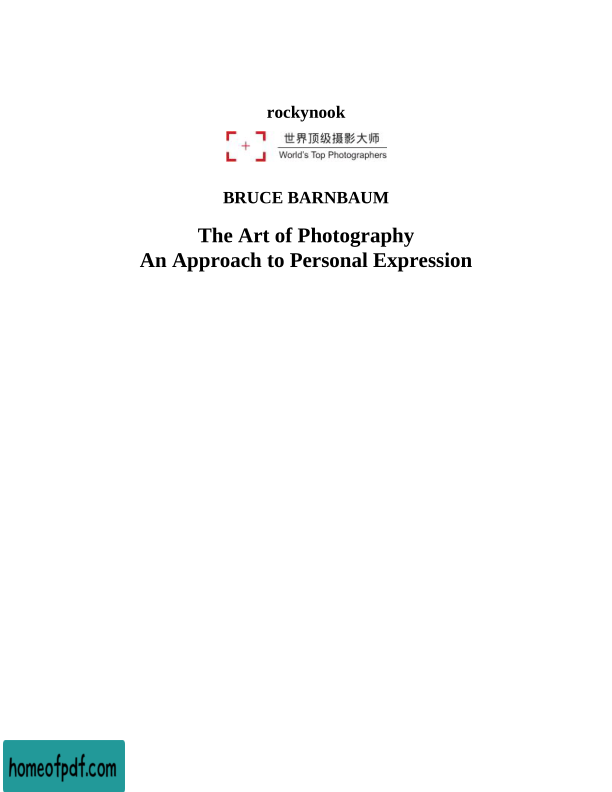 rockynook
世界顶级摄影大师
World's Top Photographers
BRUCE BARNBAUM
The Art of Photography
An Approach to Personal Expression
homeofpdf.com